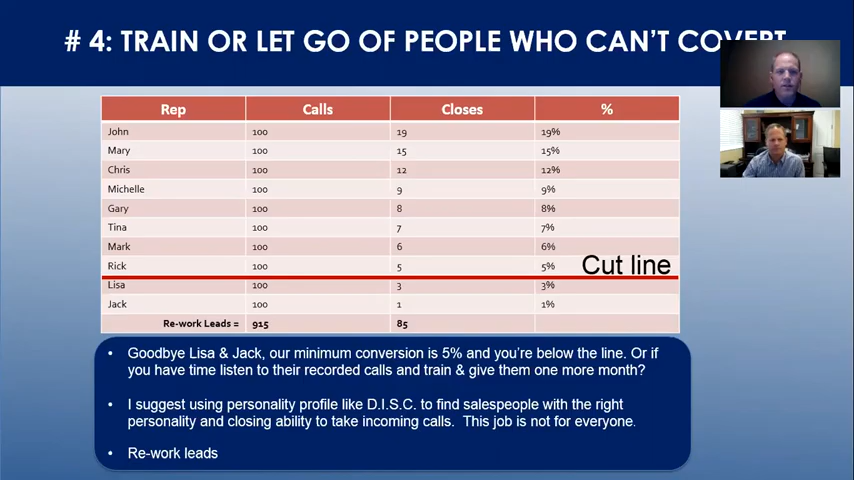 # 4: TRAIN OR LET GO OF PEOPLE WHO CAN'T COVERT
Rep Calls Closes %
John 100 19 19%
Mary 100 15 15%
Chris 100 12 12%
Michelle 100 9 9%
Gary 100 8 8%
Tina 100 7 7%
Mark 100 6 6%
Rick 100 5 5% Cut line
Lisa 100 3 3%
Jack 100 1 1%
Re-work Leads = 915 85
• Goodbye Lisa & Jack, our minimum conversion is 5% and you're below the line. Or if
you have time listen to their recorded calls and train & give them one more month?
• I suggest using personality profile like D.I.S.C. to find salespeople with the right
personality and closing ability to take incoming calls. This job is not for everyone.
• Re-work leads